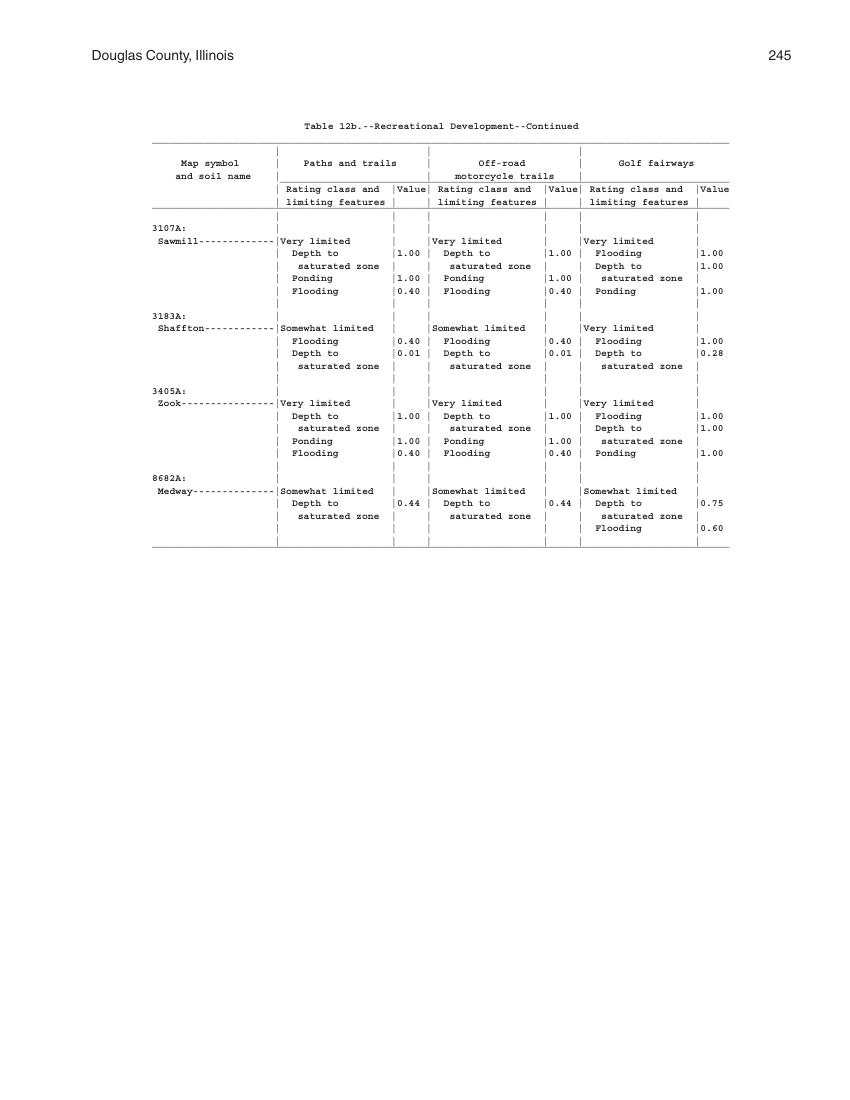 Douglas County, Illinois 245
Table 12b.--Recreational Development--Continued
Map symbol | Paths and trails | Off-road | Golf fairways
and soil name | motorcycle trails
Rating class and |Value| Rating class and |Value| Rating class and |Value
limiting features | limiting features | limiting features
3107A:
Sawmill-------------|Very limited |Very limited |Very limited
Depth to |1.00 | Depth to |1.00 | Flooding |1.00
saturated zone | saturated zone | Depth to |1.00
Ponding |1.00 | Ponding |1.00 | saturated zone
Flooding |0.40 | Flooding |0.40 | Ponding |1.00
3183A:
Shaffton------------|Somewhat limited |Somewhat limited |Very limited
Flooding |0.40 | Flooding |0.40 | Flooding |1.00
Depth to |0.01 | Depth to |0.01 | Depth to |0.28
saturated zone | saturated zone | saturated zone
3405A:
Zook----------------|Very limited |Very limited |Very limited
Depth to |1.00 | Depth to |1.00 | Flooding |1.00
saturated zone | saturated zone | Depth to |1.00
Ponding |1.00 | Ponding |1.00 | saturated zone
Flooding |0.40 | Flooding |0.40 | Ponding |1.00
8682A:
Medway--------------|Somewhat limited |Somewhat limited |Somewhat limited
Depth to |0.44 | Depth to |0.44 | Depth to |0.75
saturated zone | saturated zone | saturated zone
Flooding |0.60